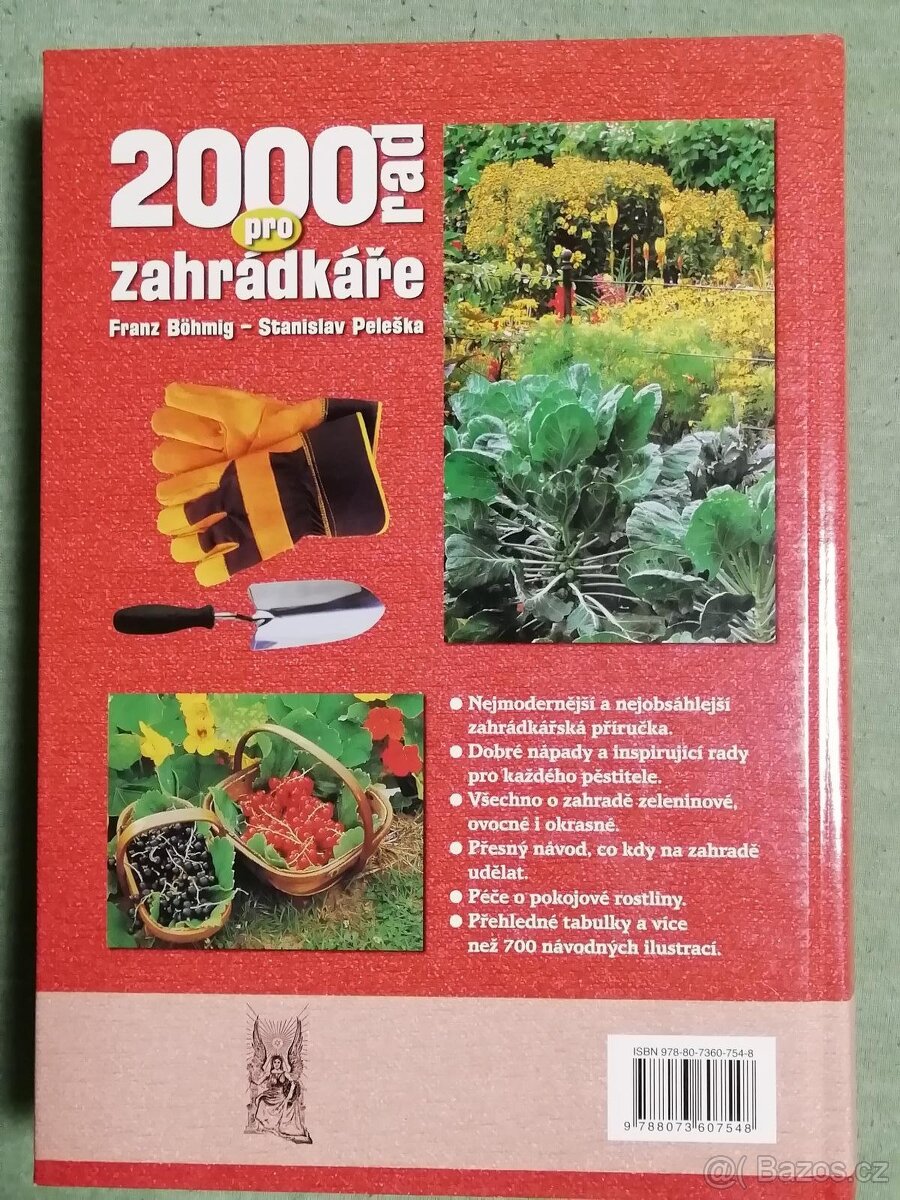 2000 rad
pro
zahrádkáře
Franz Böhmig – Stanislav Peleška
● Nejmodernější a nejobsáhlejší
zahrádkářská příručka.
● Dobré nápady a inspirující rady
pro každého pěstitele.
● Všechno o zahradě zeleninové,
ovocné i okrasné.
● Přesný návod, co kdy na zahradě
udělat.
● Péče o pokojové rostliny.
● Přehledné tabulky a více
než 700 návodných ilustrací.
ISBN 978-80-7360-754-8
9 788073 607548
@( Bazos.cz